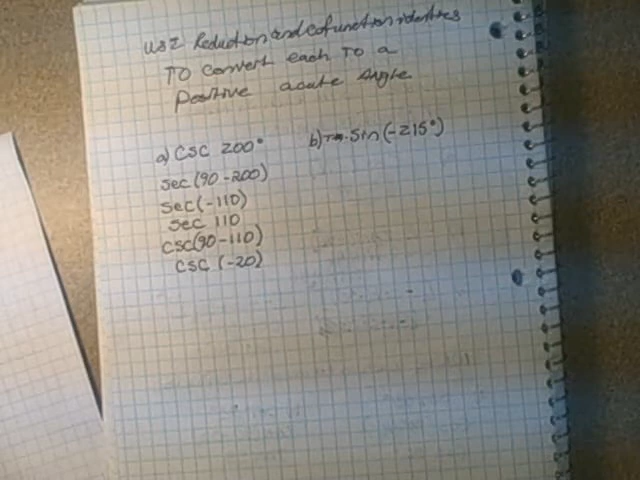 use Reduction and cofunction identities
To convert each To a
Positive acute Angle
a) CSC 200° b) sin(-215°)
sec(90-200)
sec(-110)
sec 110
csc(90-110)
csc (-20)